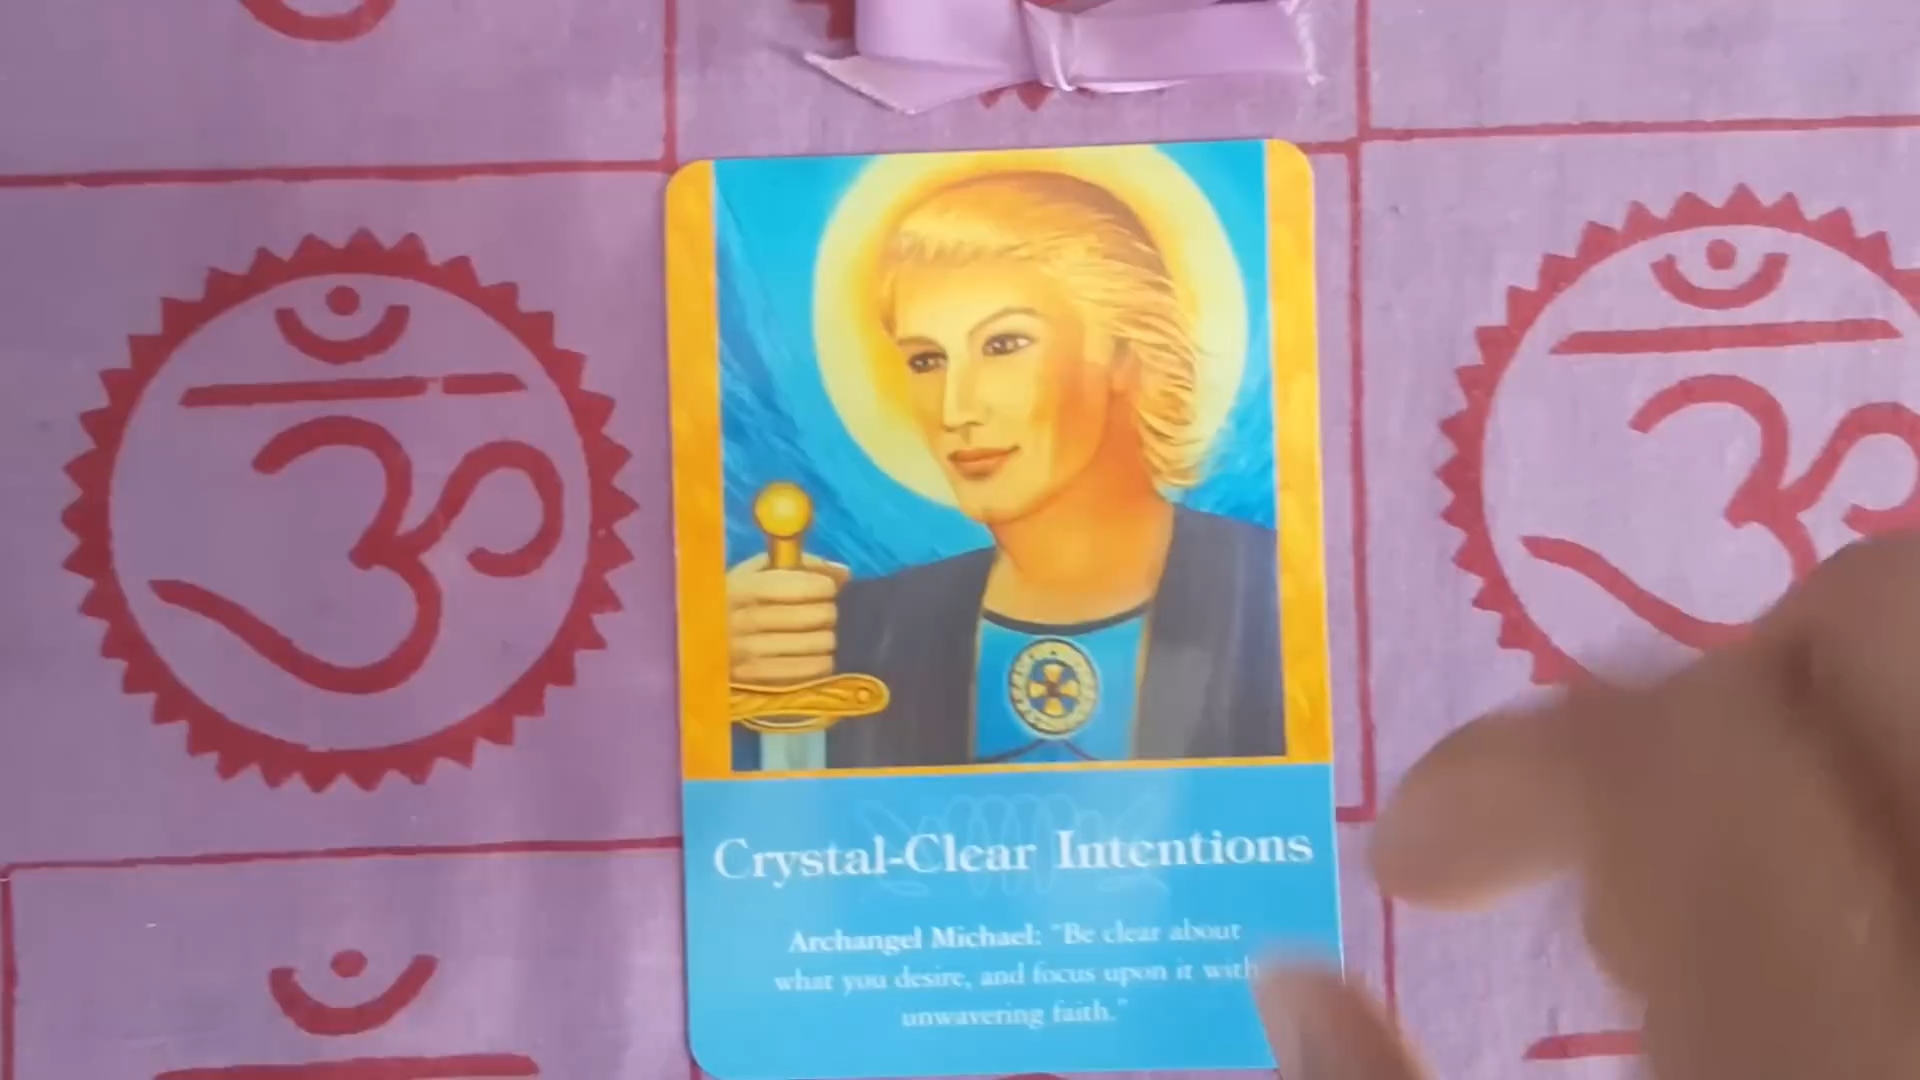 ॐ
ॐ
Crystal-Clear Intentions
Archangel Michael: "Be clear about
what you desire, and focus upon it with
unwavering faith."